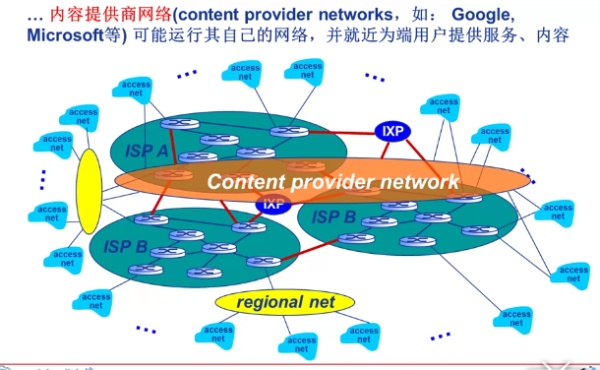 … 内容提供商网络(content provider networks，如： Google,
Microsoft等) 可能运行其自己的网络，并就近为端用户提供服务、内容
access
net
access
net
access
net
access
net
access
net
access
net
access
net
access
net
IXP
ISP A
Content provider network
access
net
IXP
ISP B
access
net
access
net
ISP B
access
net
access
net
regional net
access
net
access
net
access
net
access
net